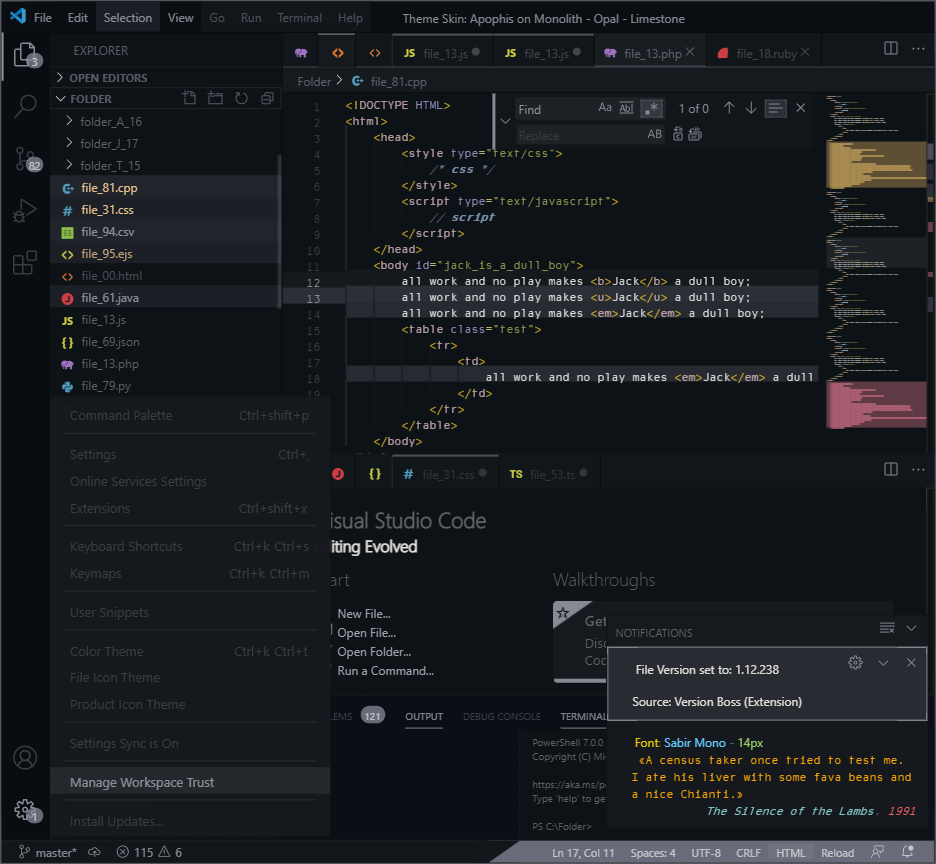 File Edit Selection View Go Run Terminal Help Theme Skin: Apophis on Monolith - Opal - Limestone
EXPLORER
JS file_13.js JS file_13.js file_13.php file_18.ruby
3
OPEN EDITORS
FOLDER
Folder > file_81.cpp
folder_A_16
folder_J_17
folder_T_15
82
file_81.cpp
# file_31.css
file_94.csv
file_95.ejs
file_00.html
file_61.java
JS file_13.js
{} file_69.json
file_13.php
file_79.py
Find Aa Ab .* 1 of 0
Replace AB
1 <!DOCTYPE HTML>
2 <html>
3 <head>
4 <style type="text/css">
5 /* css */
6 </style>
7 <script type="text/javascript">
8 // script
9 </script>
10 </head>
11 <body id="jack_is_a_dull_boy">
12 all work and no play makes <b>Jack</b> a dull boy;
13 all work and no play makes <u>Jack</u> a dull boy;
14 all work and no play makes <em>Jack</em> a dull boy;
15 <table class="test">
16 <tr>
17 <td>
18 all work and no play makes <em>Jack</em> a dull
19 </td>
</tr>
</table>
</body>
Command Palette Ctrl+shift+p
Settings Ctrl+,
Online Services Settings
Extensions Ctrl+shift+x
Keyboard Shortcuts Ctrl+k Ctrl+s
Keymaps Ctrl+k Ctrl+m
User Snippets
Color Theme Ctrl+k Ctrl+t
File Icon Theme
Product Icon Theme
Settings Sync is On
Manage Workspace Trust
Install Updates...
1
J {} # file_31.css TS file_53.ts
isual Studio Code
iting Evolved
art
New File...
Open File...
Open Folder...
Run a Command...
Walkthroughs
Get
Disc
Coc
LEMS 121 OUTPUT DEBUG CONSOLE TERMINAL
PowerShell 7.0.0
Copyright (C) Mi
https://aka.ms/p
Type 'help' to ge
PS C:\Folder>
NOTIFICATIONS
File Version set to: 1.12.238
Source: Version Boss (Extension)
Font: Sabir Mono - 14px
«A census taker once tried to test me.
I ate his liver with some fava beans and
a nice Chianti.»
The Silence of the Lambs. 1991
master* 115 6 Ln 17, Col 11 Spaces: 4 UTF-8 CRLF HTML Reload